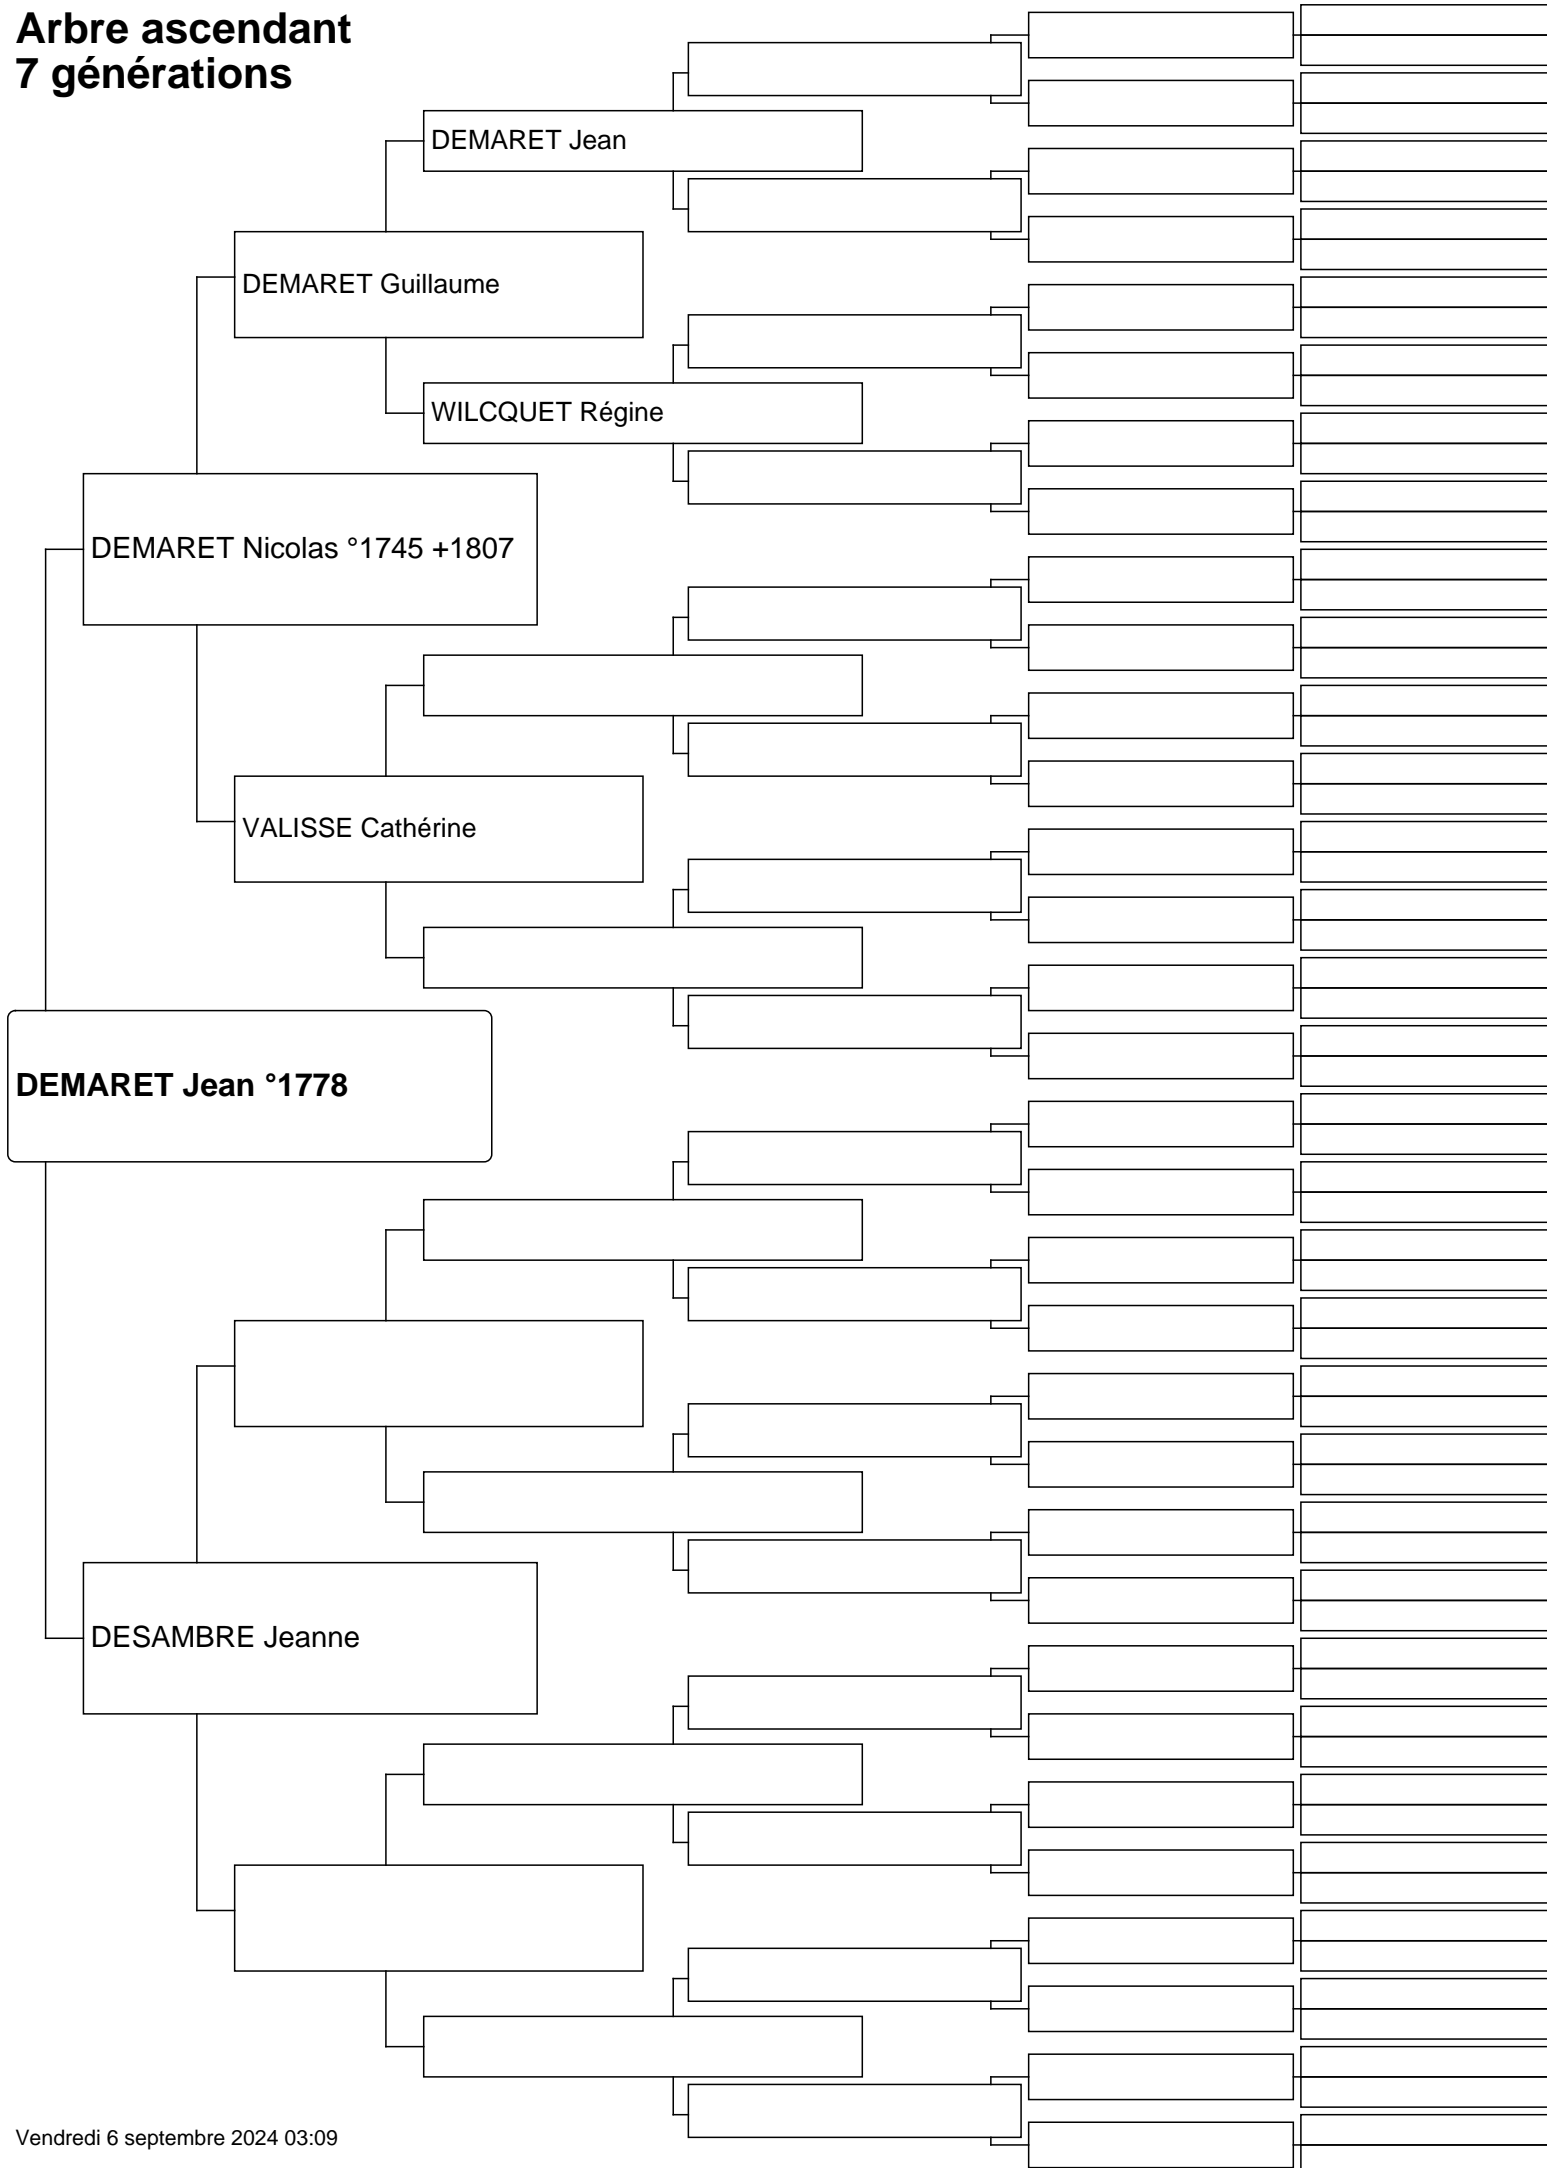 Arbre ascendant
7 générations
DEMARET Jean
DEMARET Guillaume
WILCQUET Régine
DEMARET Nicolas °1745 +1807
VALISSE Cathérine
DEMARET Jean °1778
DESAMBRE Jeanne
Vendredi 6 septembre 2024 03:09